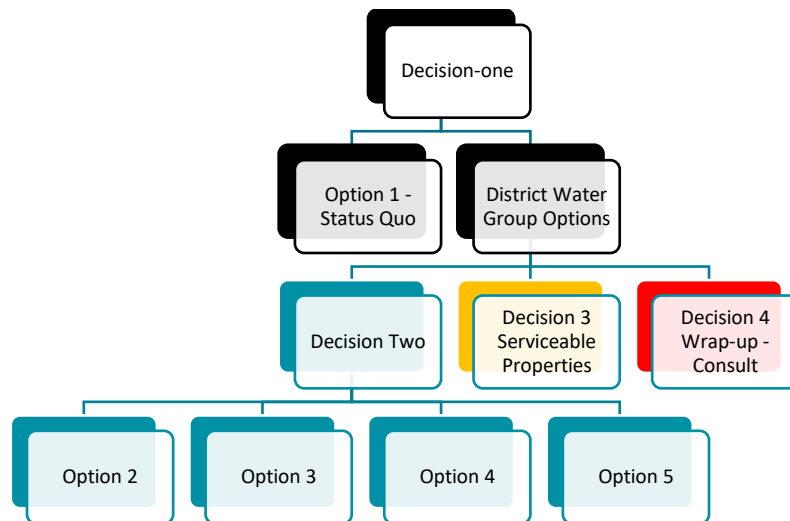 Decision-one
Option 1 -
Status Quo
District Water
Group Options
Decision Two
Decision 3
Serviceable
Properties
Decision 4
Wrap-up -
Consult
Option 2
Option 3
Option 4
Option 5